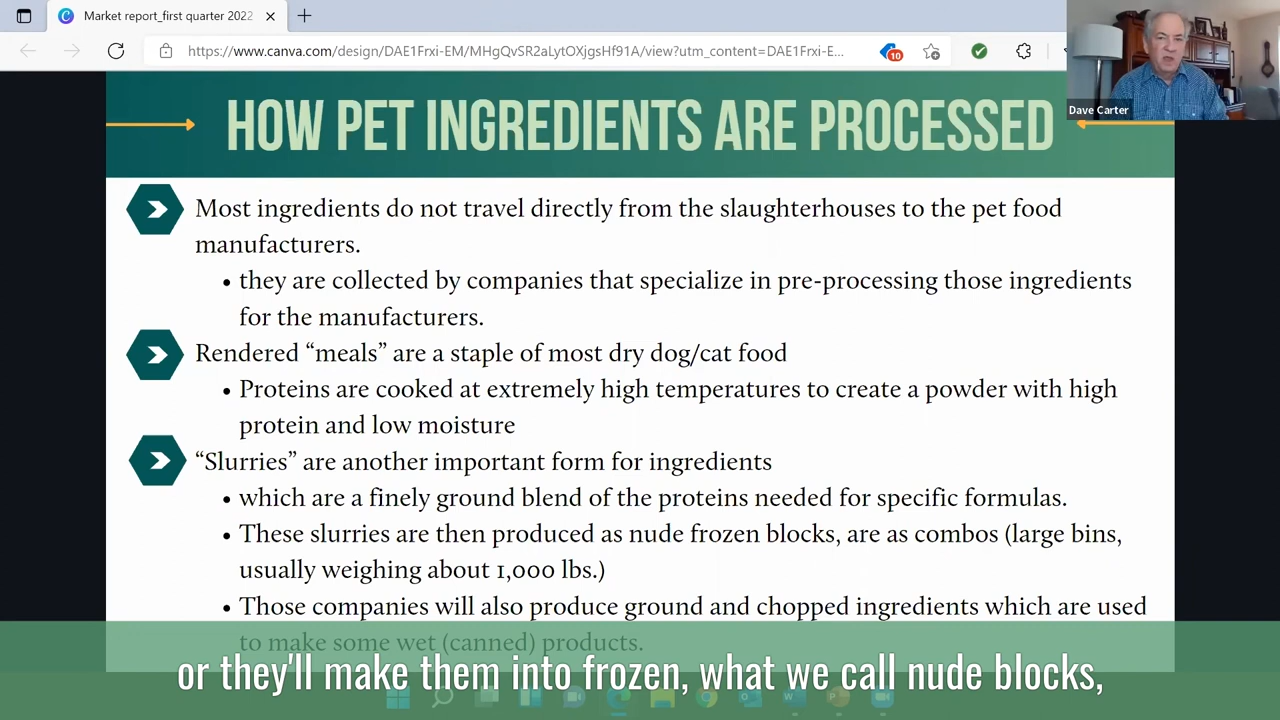 Market report_first quarter 2022
https://www.canva.com/design/DAE1Frxi-EM/MHgQvSR2aLytOXjgsHf91A/view?utm_content=DAE1Frxi-E...
10
Dave Carter
HOW PET INGREDIENTS ARE PROCESSED
Most ingredients do not travel directly from the slaughterhouses to the pet food
manufacturers.
• they are collected by companies that specialize in pre-processing those ingredients
for the manufacturers.
Rendered “meals” are a staple of most dry dog/cat food
• Proteins are cooked at extremely high temperatures to create a powder with high
protein and low moisture
“Slurries” are another important form for ingredients
• which are a finely ground blend of the proteins needed for specific formulas.
• These slurries are then produced as nude frozen blocks, are as combos (large bins,
usually weighing about 1,000 lbs.)
• Those companies will also produce ground and chopped ingredients which are used
to make some wet (canned) products.
or they'll make them into frozen, what we call nude blocks,